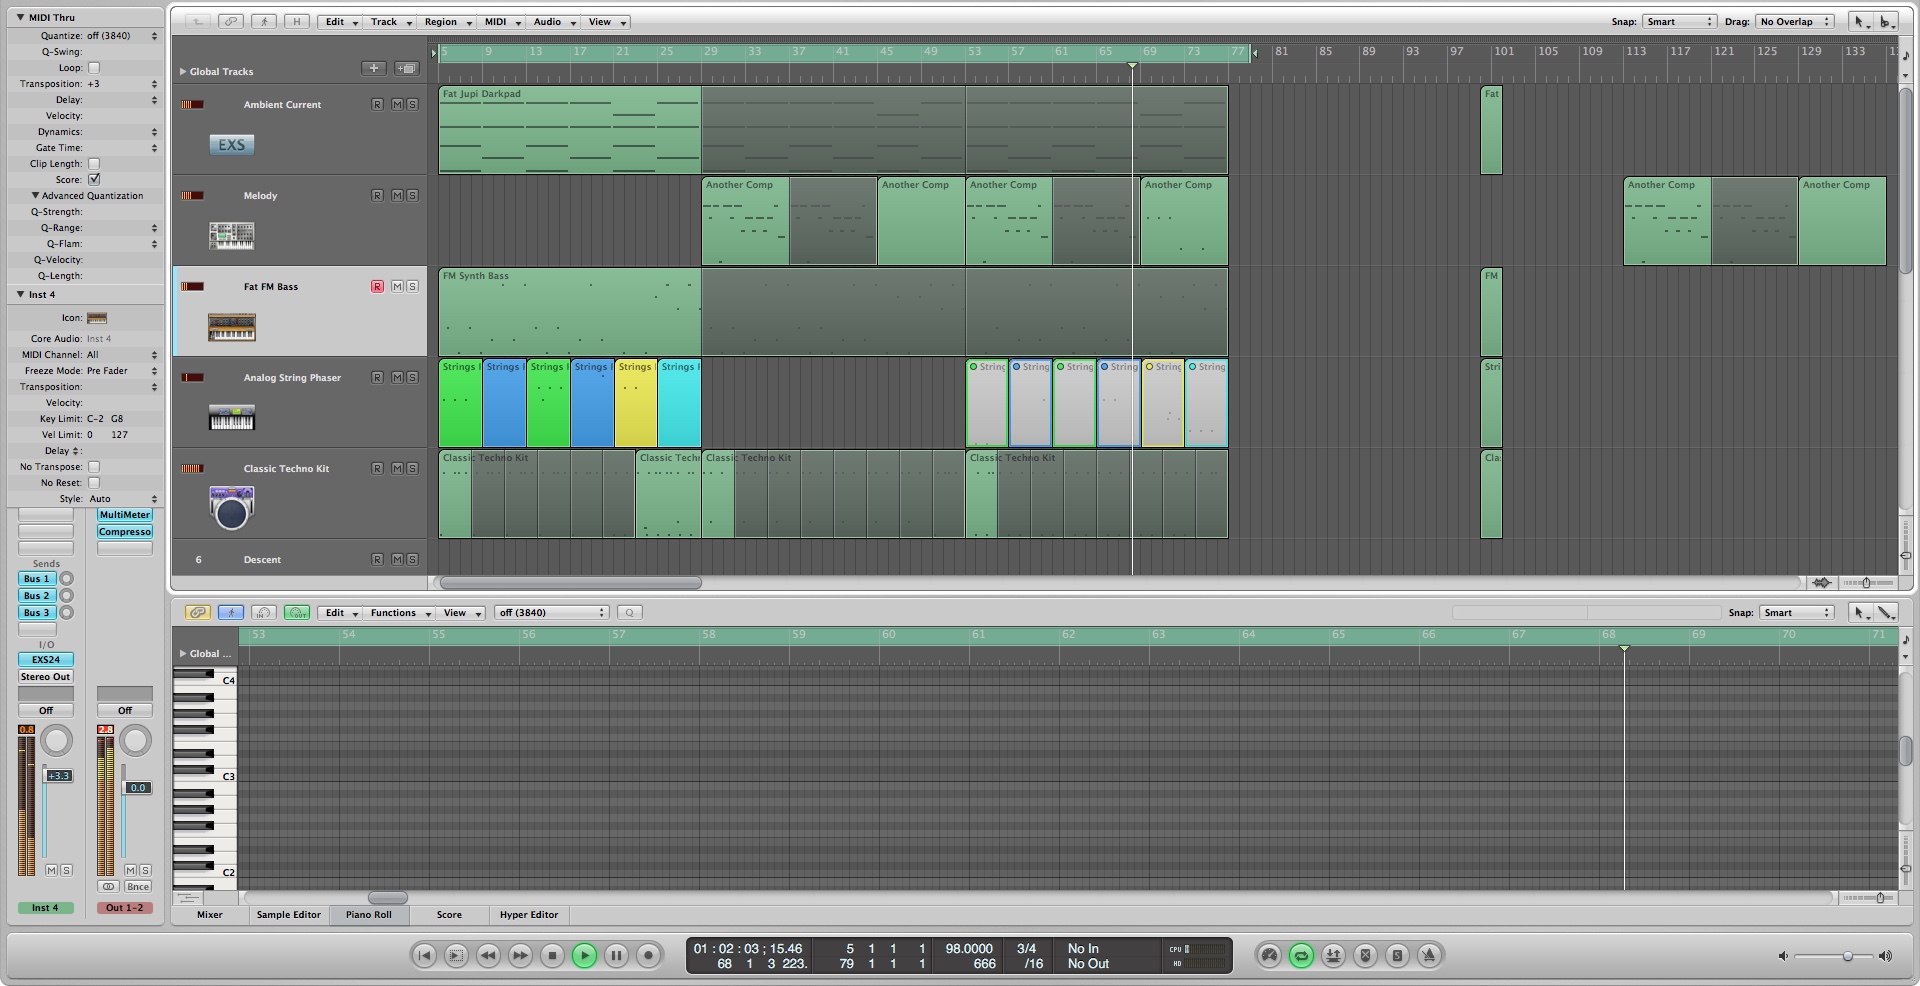 MIDI Thru
Quantize: off (3840)
Q-Swing:
Loop:
Transposition: +3
Delay:
Velocity:
Dynamics:
Gate Time:
Clip Length:
Score:
Advanced Quantization
Q-Strength:
Q-Range:
Q-Flam:
Q-Velocity:
Q-Length:
Inst 4
Icon:
Core Audio: Inst 4
MIDI Channel: All
Freeze Mode: Pre Fader
Transposition:
Velocity:
Key Limit: C-2 G8
Vel Limit: 0 127
Delay :
No Transpose:
No Reset:
Style: Auto
MultiMeter
Compresso
Sends
Bus 1
Bus 2
Bus 3
I/O
EXS24
Stereo Out
Off Off
0.8 2.8
+3.3 0.0
M S M S
Bnce
Inst 4 Out 1-2
H Edit Track Region MIDI Audio View Snap: Smart Drag: No Overlap
5 9 13 17 21 25 29 33 37 41 45 49 53 57 61 65 69 73 77 81 85 89 93 97 101 105 109 113 117 121 125 129 133
Global Tracks
Ambient Current R M S
EXS
Fat Jupi Darkpad Fat
Melody R M S
Another Comp Another Comp Another Comp Another Comp Another Comp Another Comp
Fat FM Bass R M S
FM Synth Bass FM
Analog String Phaser R M S
Strings Strings Strings Strings Strings Strings String String String String String String Stri
Classic Techno Kit R M S
Classic Techno Kit Classic Techn Classic Techno Kit Classic Techno Kit Clas
6 Descent R M S
IN OUT Edit Functions View off (3840) Q Snap: Smart
53 54 55 56 57 58 59 60 61 62 63 64 65 66 67 68 69 70 71
Global ...
C4
C3
C2
Mixer Sample Editor Piano Roll Score Hyper Editor
01 : 02 : 03 ; 15.46 5 1 1 1 98.0000 3/4 No In CPU
68 1 3 223. 79 1 1 1 666 /16 No Out HD
S